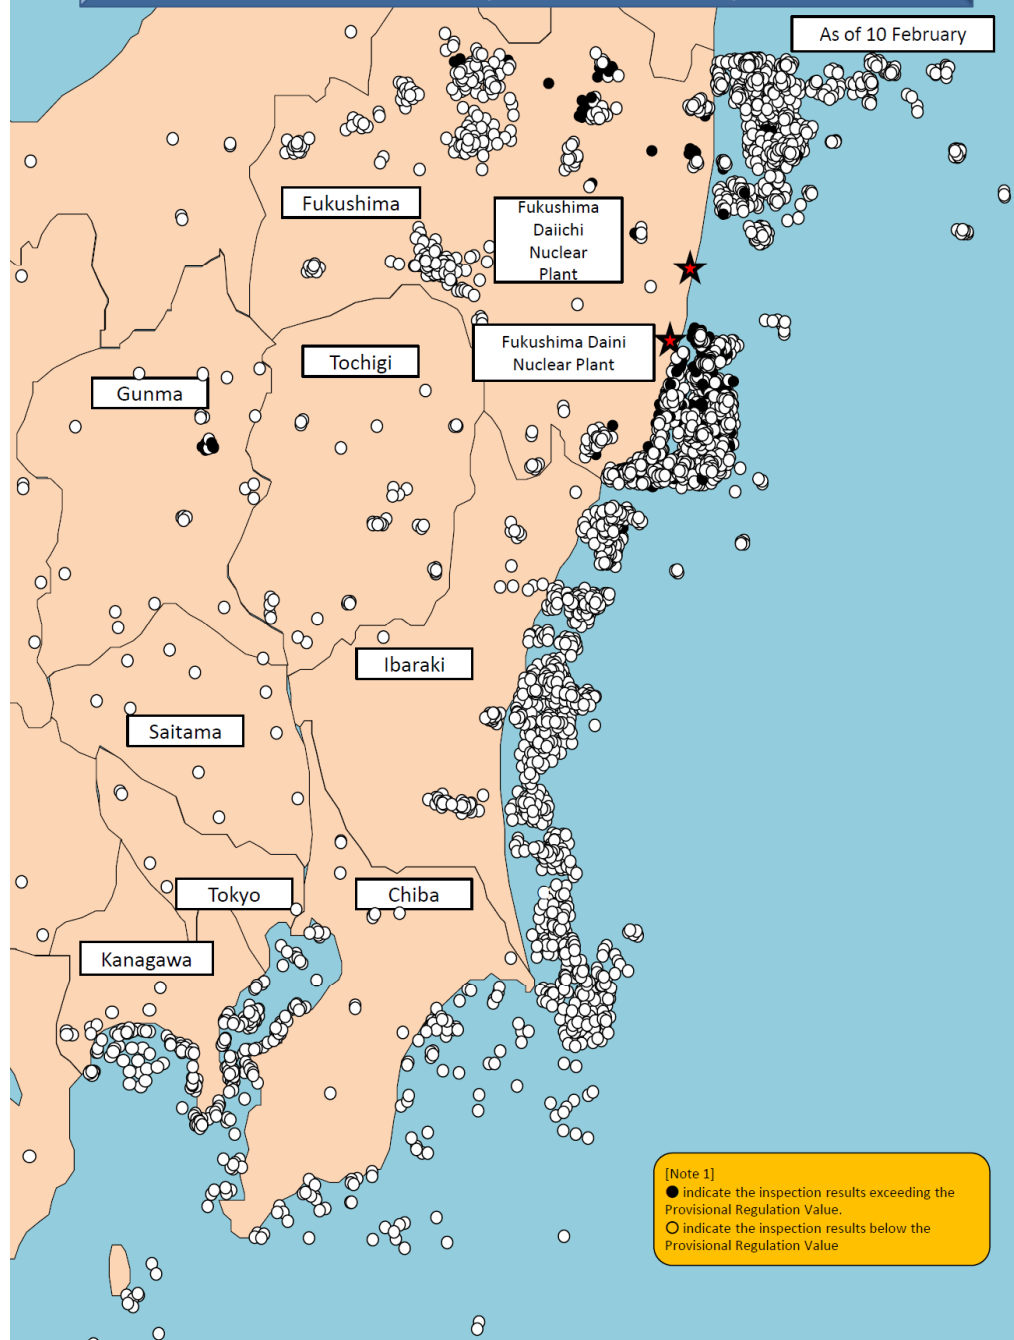 As of 10 February
Fukushima
Fukushima
Daiichi
Nuclear
Plant
Fukushima Daini
Nuclear Plant
Tochigi
Gunma
Ibaraki
Saitama
Tokyo
Chiba
Kanagawa
[Note 1]
● indicate the inspection results exceeding the
Provisional Regulation Value.
○ indicate the inspection results below the
Provisional Regulation Value